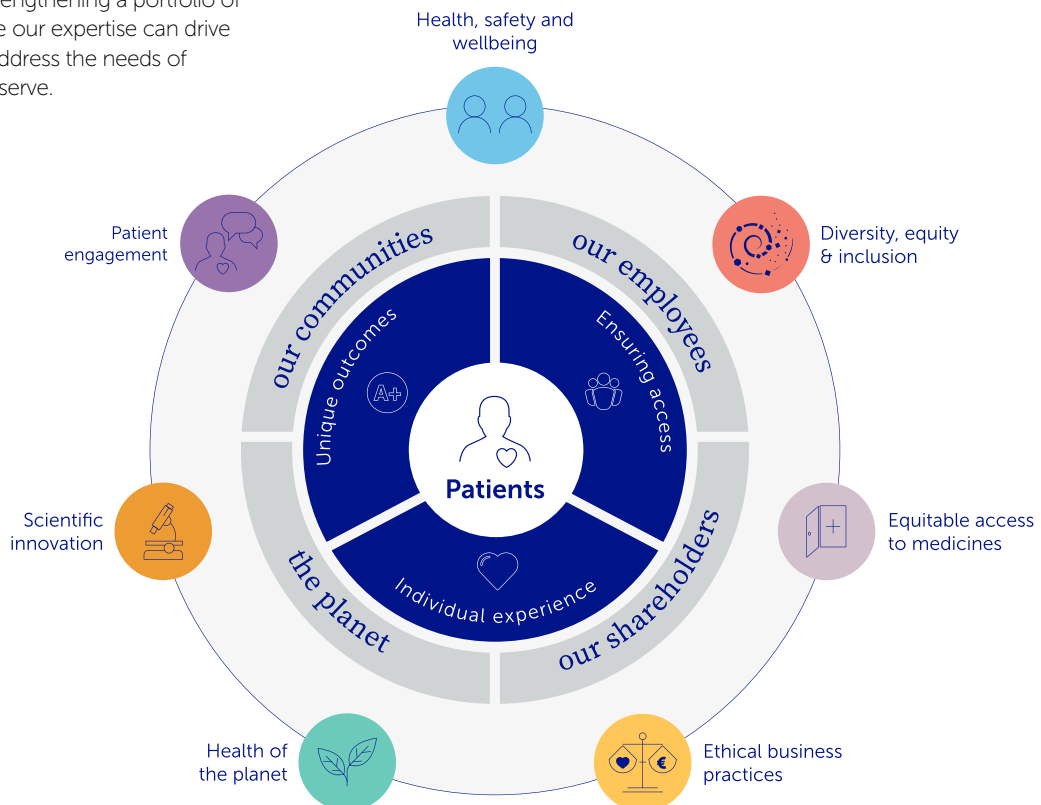 engthening a portfolio of
e our expertise can drive
ddress the needs of
serve.
Health, safety and
wellbeing
Patient
engagement
Diversity, equity
& inclusion
our communities
our employees
Unique outcomes
A+
Ensuring access
Patients
Scientific
innovation
Equitable access
to medicines
the planet
Individual experience
our shareholders
Health of
the planet
€
Ethical business
practices